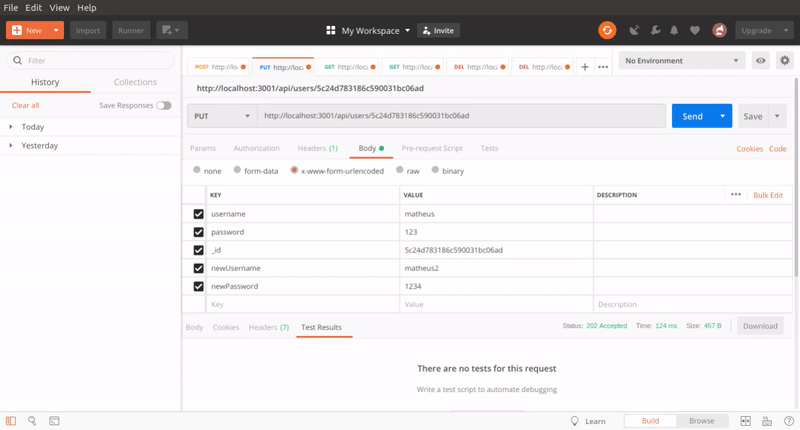 File Edit View Help
New Import Runner My Workspace Invite Upgrade
Filter
History Collections
Clear all Save Responses
Today
Yesterday
POST http://loc PUT http://loca GET http://loca GET http://loca DEL http://loca DEL http://loca No Environment
http://localhost:3001/api/users/5c24d783186c590031bc06ad
PUT http://localhost:3001/api/users/5c24d783186c590031bc06ad Send Save
Params Authorization Headers (1) Body Pre-request Script Tests Cookies Code
none form-data x-www-form-urlencoded raw binary
KEY VALUE DESCRIPTION Bulk Edit
username matheus
password 123
_id 5c24d783186c590031bc06ad
newUsername matheus2
newPassword 1234
Key Value Description
Body Cookies Headers (7) Test Results Status: 202 Accepted Time: 124 ms Size: 457 B Download
There are no tests for this request
Write a test script to automate debugging
Learn Build Browse